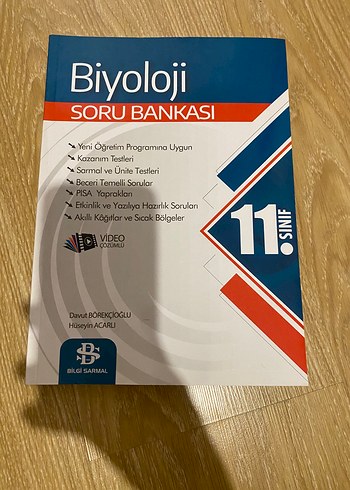 Biyoloji
SORU BANKASI
Yeni Öğretim Programına Uygun
Kazanım Testleri
Sarmal ve Ünite Testleri
Beceri Temelli Sorular
PISA Yaprakları
Etkinlik ve Yazılıya Hazırlık Soruları
Akıllı Kâğıtlar ve Sıcak Bölgeler
VIDEO
ÇÖZÜMLÜ
11. SINIF
Davut BÖREKÇİOĞLU
Hüseyin ACARLI
BİLGİ SARMAL